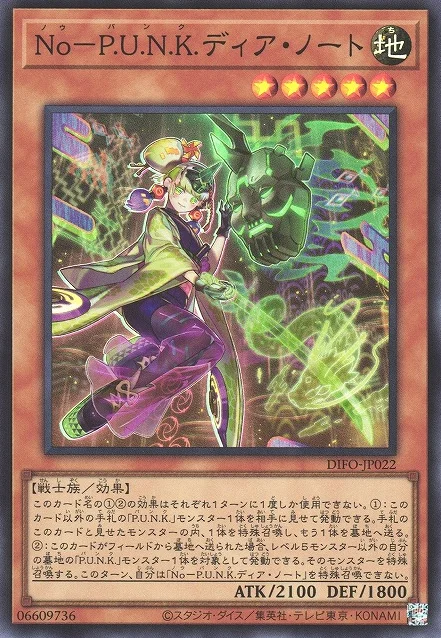 No－P.U.N.K.ディア・ノート
地
DIFO-JP022
【戦士族／効果】
このカード名の①②の効果はそれぞれ１ターンに１度しか使用できない。①：この
カード以外の手札の「P.U.N.K.」モンスター１体を相手に見せて発動できる。手札の
このカードと見せたモンスターの内、１体を特殊召喚し、もう１体を墓地へ送る。
②：このカードがフィールドから墓地へ送られた場合、レベル５モンスター以外の自分
の墓地の「P.U.N.K.」モンスター１体を対象として発動できる。そのモンスターを特殊
召喚する。このターン、自分は「No－P.U.N.K.ディア・ノート」を特殊召喚できない。
ATK/2100 DEF/1800
06609736
©スタジオ・ダイス／集英社・テレビ東京・KONAMI